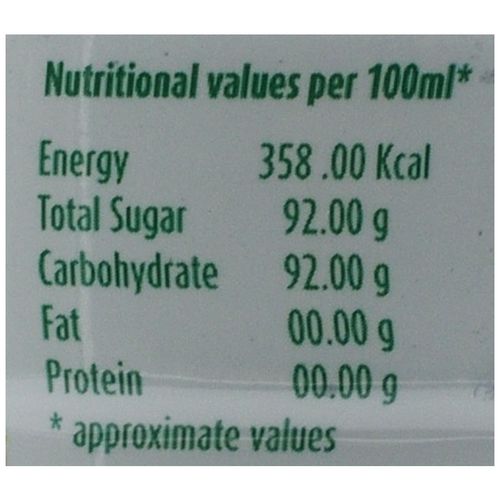 Nutritional values per 100ml*
Energy 358 .00 Kcal
Total Sugar 92.00 g
Carbohydrate 92.00 g
Fat 00.00 g
Protein 00.00 g
* approximate values